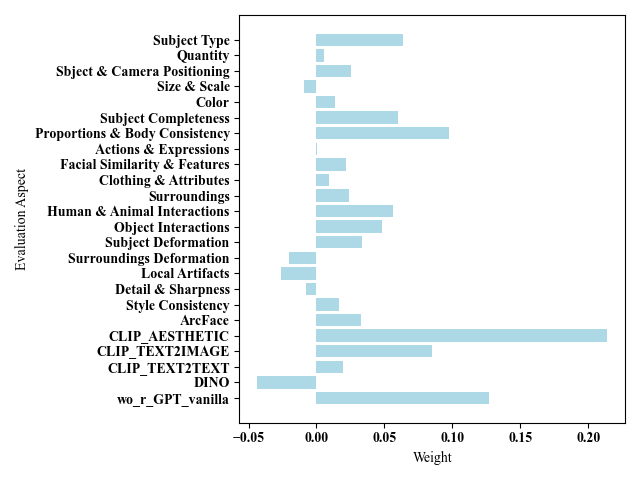 Subject Type
Quantity
Sbject & Camera Positioning
Size & Scale
Color
Subject Completeness
Proportions & Body Consistency
Actions & Expressions
Facial Similarity & Features
Clothing & Attributes
Surroundings
Human & Animal Interactions
Object Interactions
Subject Deformation
Surroundings Deformation
Local Artifacts
Detail & Sharpness
Style Consistency
ArcFace
CLIP_AESTHETIC
CLIP_TEXT2IMAGE
CLIP_TEXT2TEXT
DINO
wo_r_GPT_vanilla
Evaluation Aspect
−0.05 0.00 0.05 0.10 0.15 0.20
Weight